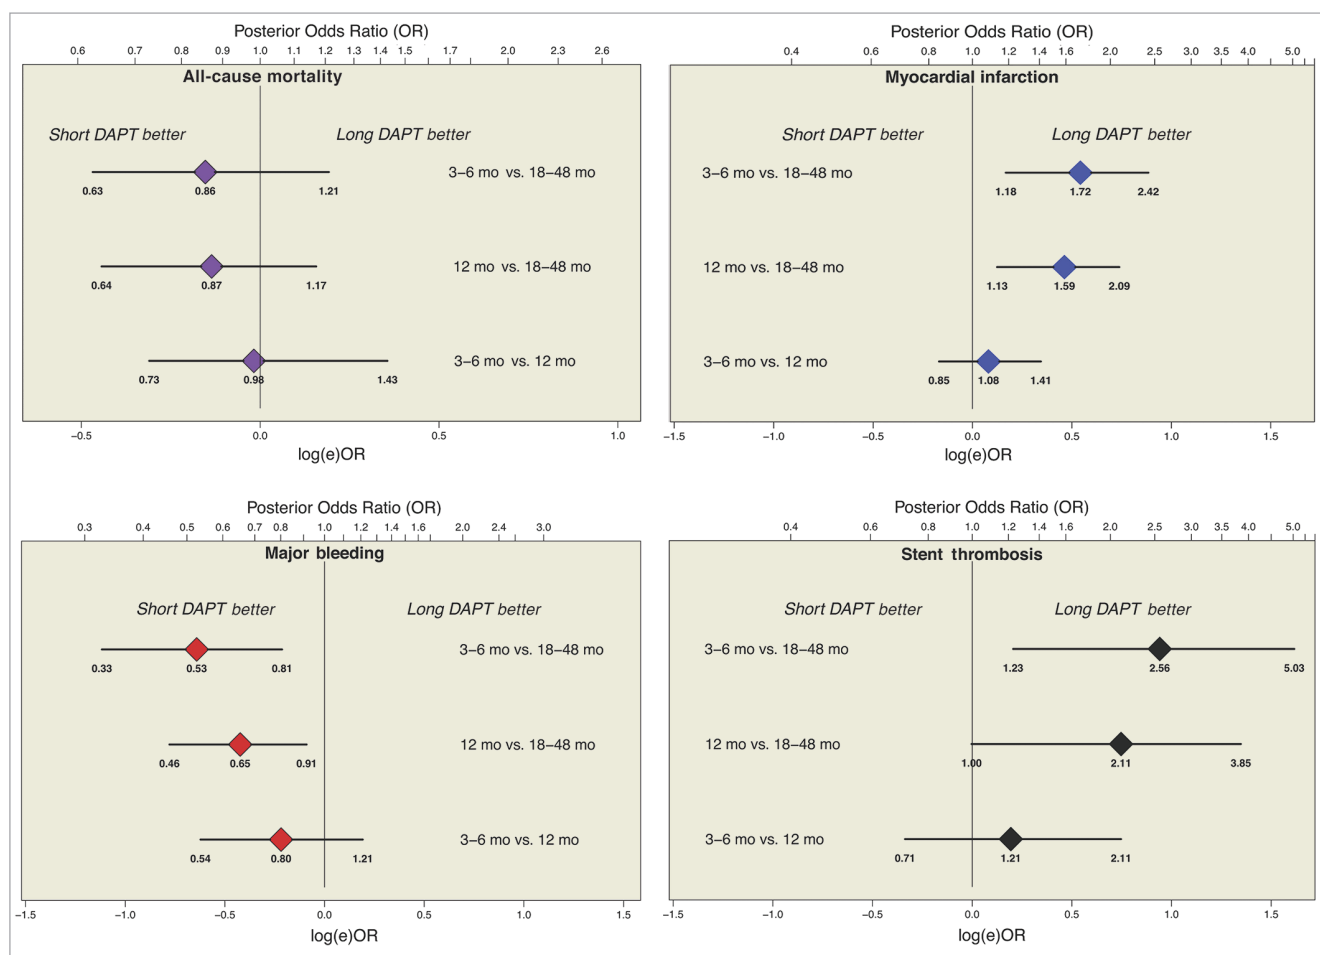 Posterior Odds Ratio (OR)
0.6 0.7 0.8 0.9 1.0 1.1 1.2 1.3 1.4 1.5 1.7 2.0 2.3 2.6
All-cause mortality
Short DAPT better Long DAPT better
3–6 mo vs. 18–48 mo
0.63 0.86 1.21
12 mo vs. 18–48 mo
0.64 0.87 1.17
3–6 mo vs. 12 mo
0.73 0.98 1.43
−0.5 0.0 0.5 1.0
log(e)OR
Posterior Odds Ratio (OR)
0.4 0.6 0.8 1.0 1.2 1.4 1.6 2.0 2.5 3.0 3.5 4.0 5.0
Myocardial infarction
Short DAPT better Long DAPT better
3–6 mo vs. 18–48 mo
1.18 1.72 2.42
12 mo vs. 18–48 mo
1.13 1.59 2.09
3–6 mo vs. 12 mo
0.85 1.08 1.41
−1.5 −1.0 −0.5 0.0 0.5 1.0 1.5
log(e)OR
Posterior Odds Ratio (OR)
0.3 0.4 0.5 0.6 0.7 0.8 1.0 1.2 1.4 1.6 2.0 2.4 3.0
Major bleeding
Short DAPT better Long DAPT better
3–6 mo vs. 18–48 mo
0.33 0.53 0.81
12 mo vs. 18–48 mo
0.46 0.65 0.91
3–6 mo vs. 12 mo
0.54 0.80 1.21
−1.5 −1.0 −0.5 0.0 0.5 1.0 1.5
log(e)OR
Posterior Odds Ratio (OR)
0.4 0.6 0.8 1.0 1.2 1.4 1.6 2.0 2.5 3.0 3.5 4.0 5.0
Stent thrombosis
Short DAPT better Long DAPT better
3–6 mo vs. 18–48 mo
1.23 2.56 5.03
12 mo vs. 18–48 mo
1.00 2.11 3.85
3–6 mo vs. 12 mo
0.71 1.21 2.11
−1.5 −1.0 −0.5 0.0 0.5 1.0 1.5
log(e)OR